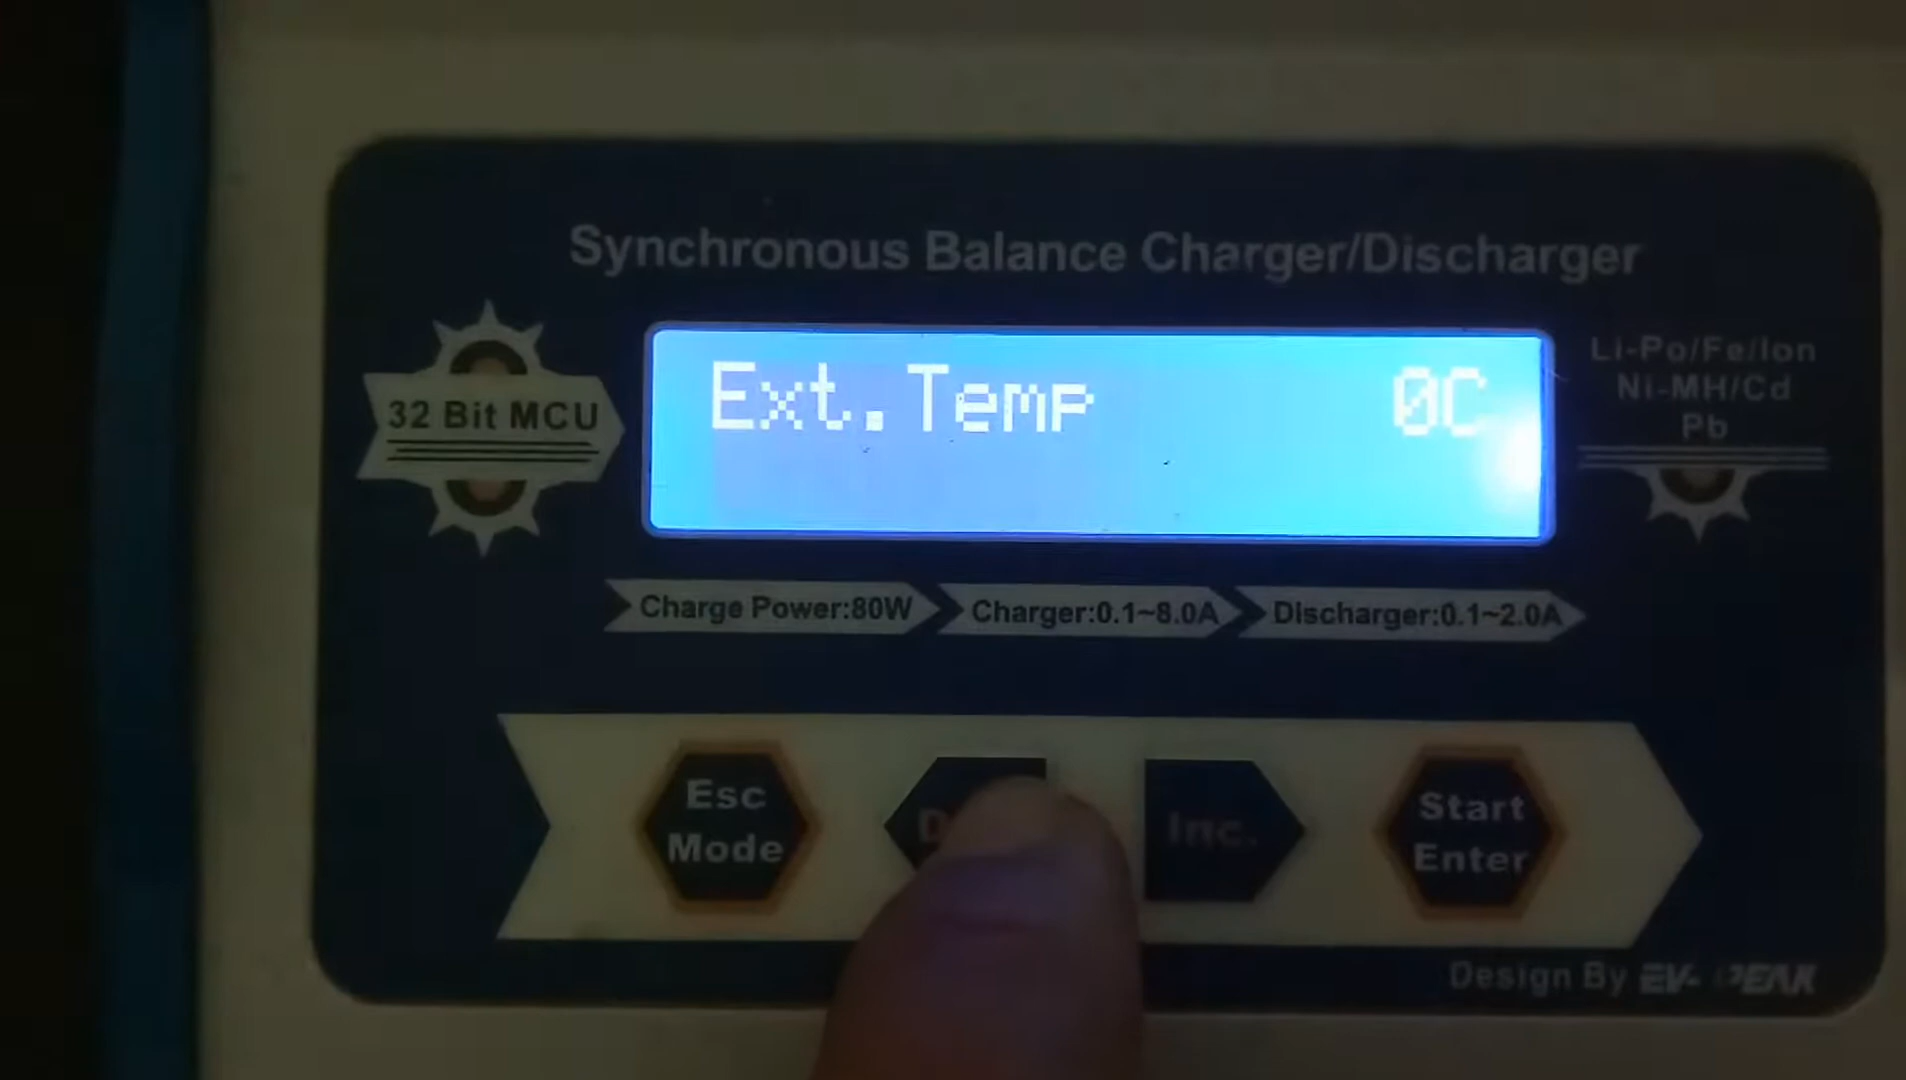 Synchronous Balance Charger/Discharger
32 Bit MCU
Ext.Temp 0C
Li-Po/Fe/Ion
Ni-MH/Cd
Pb
Charge Power:80W
Charger:0.1~8.0A
Discharger:0.1~2.0A
Esc
Mode
Inc.
Start
Enter
Design By EV-PEAK